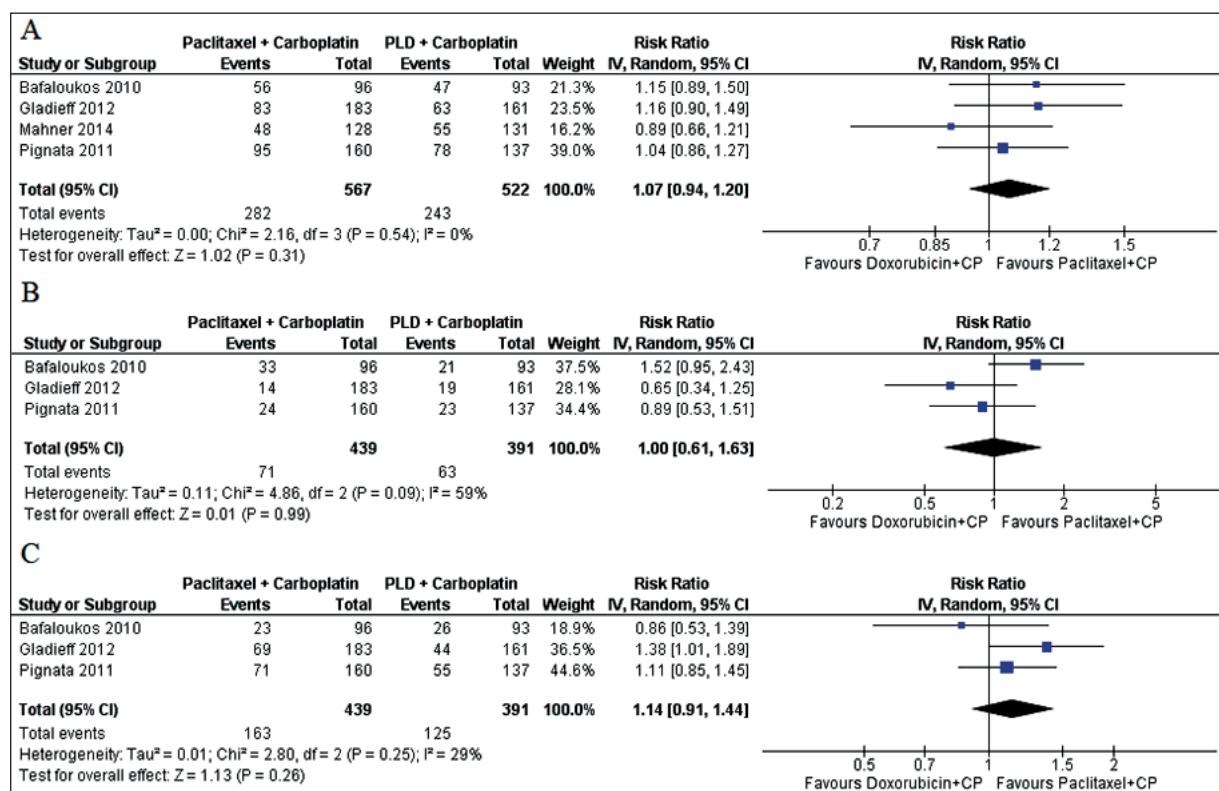 A
Paclitaxel + Carboplatin PLD + Carboplatin Risk Ratio Risk Ratio
Study or Subgroup Events Total Events Total Weight IV, Random, 95% CI IV, Random, 95% CI
Bafaloukos 2010 56 96 47 93 21.3% 1.15 [0.89, 1.50]
Gladieff 2012 83 183 63 161 23.5% 1.16 [0.90, 1.49]
Mahner 2014 48 128 55 131 16.2% 0.89 [0.66, 1.21]
Pignata 2011 95 160 78 137 39.0% 1.04 [0.86, 1.27]
Total (95% CI) 567 522 100.0% 1.07 [0.94, 1.20]
Total events 282 243
Heterogeneity: Tau² = 0.00; Chi² = 2.16, df = 3 (P = 0.54); I² = 0%
Test for overall effect: Z = 1.02 (P = 0.31)
0.7 0.85 1 1.2 1.5
Favours Doxorubicin+CP Favours Paclitaxel+CP
B
Paclitaxel + Carboplatin PLD + Carboplatin Risk Ratio Risk Ratio
Study or Subgroup Events Total Events Total Weight IV, Random, 95% CI IV, Random, 95% CI
Bafaloukos 2010 33 96 21 93 37.5% 1.52 [0.95, 2.43]
Gladieff 2012 14 183 19 161 28.1% 0.65 [0.34, 1.25]
Pignata 2011 24 160 23 137 34.4% 0.89 [0.53, 1.51]
Total (95% CI) 439 391 100.0% 1.00 [0.61, 1.63]
Total events 71 63
Heterogeneity: Tau² = 0.11; Chi² = 4.86, df = 2 (P = 0.09); I² = 59%
Test for overall effect: Z = 0.01 (P = 0.99)
0.2 0.5 1 2 5
Favours Doxorubicin+CP Favours Paclitaxel+CP
C
Paclitaxel + Carboplatin PLD + Carboplatin Risk Ratio Risk Ratio
Study or Subgroup Events Total Events Total Weight IV, Random, 95% CI IV, Random, 95% CI
Bafaloukos 2010 23 96 26 93 18.9% 0.86 [0.53, 1.39]
Gladieff 2012 69 183 44 161 36.5% 1.38 [1.01, 1.89]
Pignata 2011 71 160 55 137 44.6% 1.11 [0.85, 1.45]
Total (95% CI) 439 391 100.0% 1.14 [0.91, 1.44]
Total events 163 125
Heterogeneity: Tau² = 0.01; Chi² = 2.80, df = 2 (P = 0.25); I² = 29%
Test for overall effect: Z = 1.13 (P = 0.26)
0.5 0.7 1 1.5 2
Favours Doxorubicin+CP Favours Paclitaxel+CP